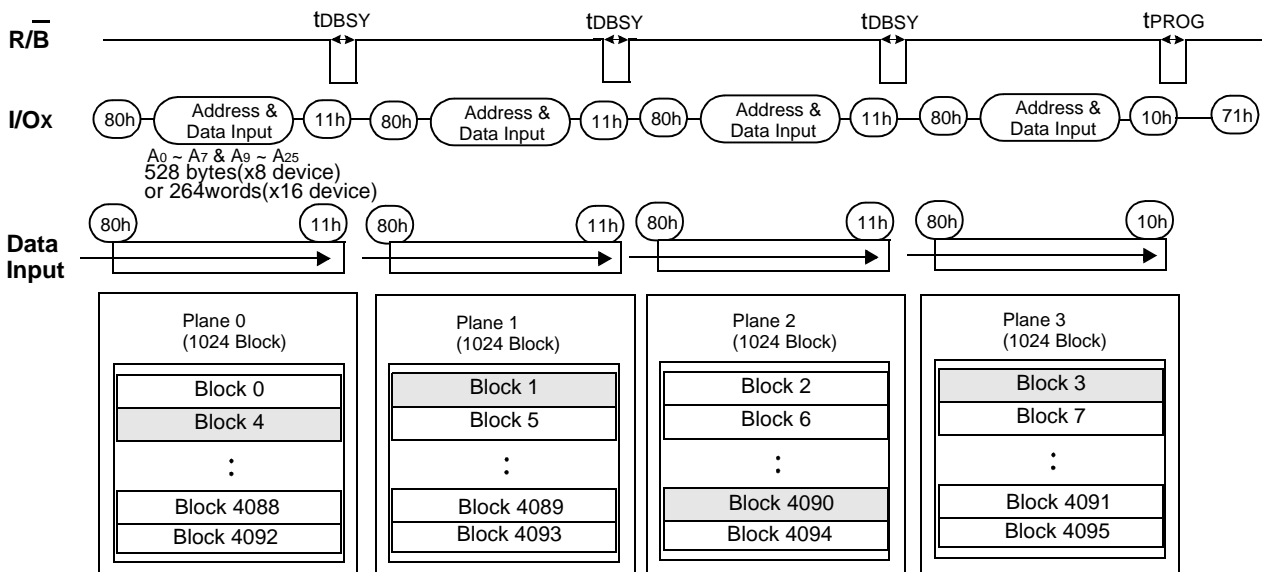 tDBSY tDBSY tDBSY tPROG
R/B
I/Ox 80h Address & Data Input 11h 80h Address & Data Input 11h 80h Address & Data Input 11h 80h Address & Data Input 10h 71h
A0 ~ A7 & A9 ~ A25
528 bytes(x8 device)
or 264words(x16 device)
80h 11h 80h 11h 80h 11h 80h 10h
Data
Input
Plane 0
(1024 Block)
Block 0
Block 4
:
Block 4088
Block 4092
Plane 1
(1024 Block)
Block 1
Block 5
:
Block 4089
Block 4093
Plane 2
(1024 Block)
Block 2
Block 6
:
Block 4090
Block 4094
Plane 3
(1024 Block)
Block 3
Block 7
:
Block 4091
Block 4095